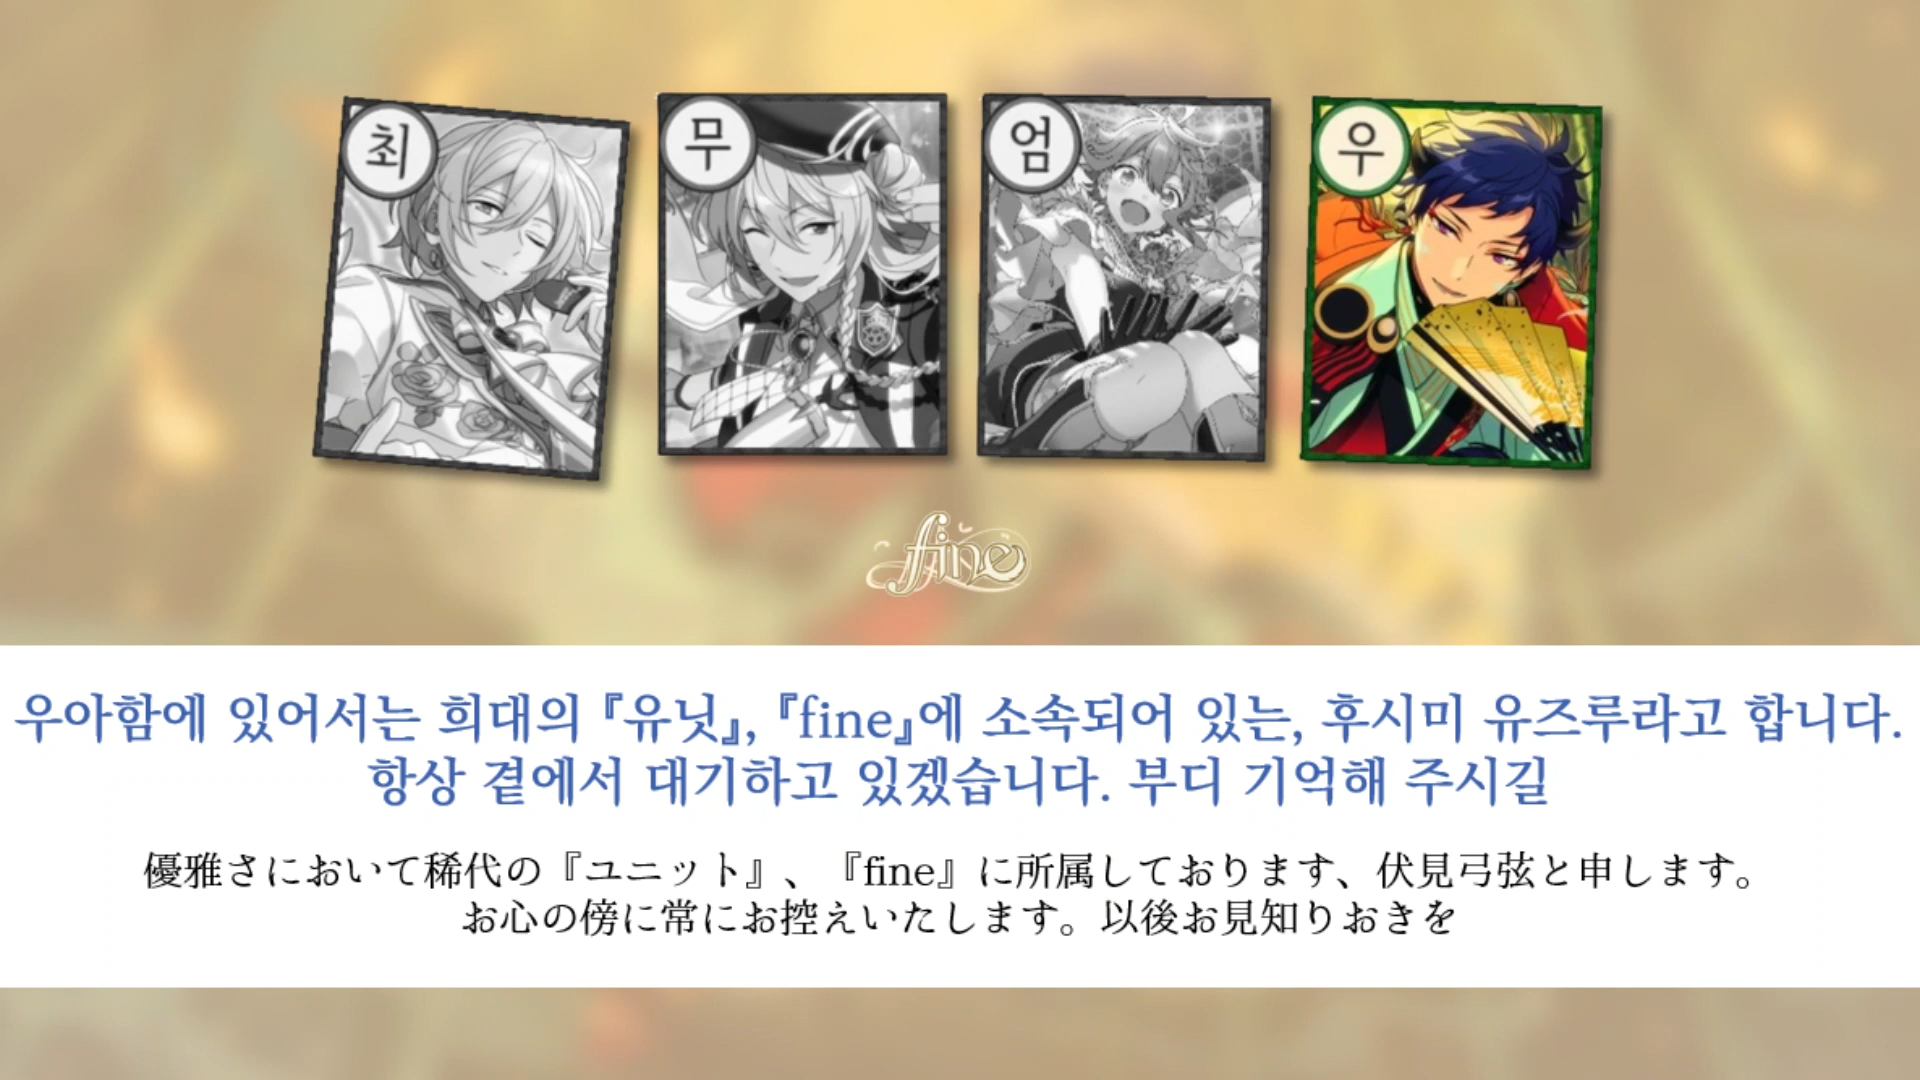 최
무
엄
우
fine
우아함에 있어서는 희대의 『유닛』, 『fine』에 소속되어 있는, 후시미 유즈루라고 합니다.
항상 곁에서 대기하고 있겠습니다. 부디 기억해 주시길
優雅さにおいて稀代の『ユニット』、『fine』に所属しております、伏見弓弦と申します。
お心の傍に常にお控えいたします。以後お見知りおきを